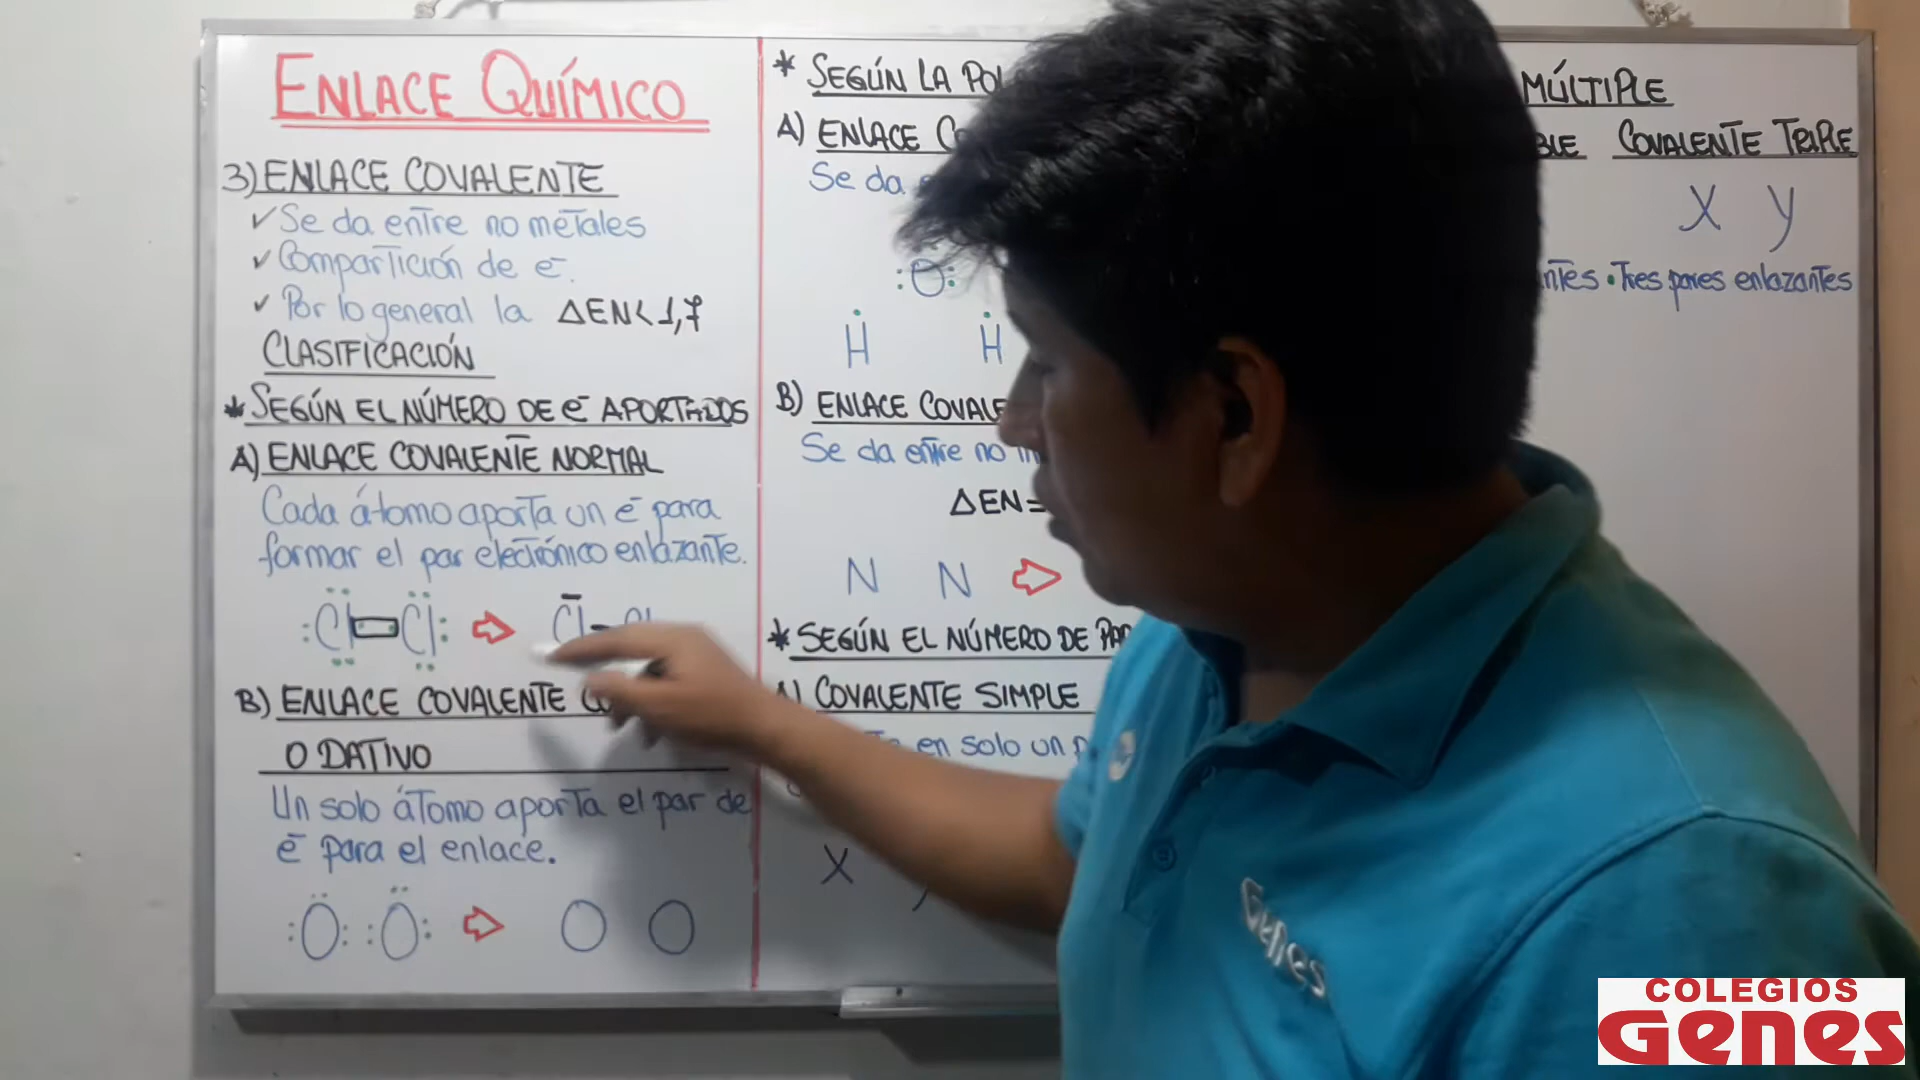 ENLACE QUÍMICO
3) ENLACE COVALENTE
✓ Se da entre no metales
✓ Compartición de e⁻.
✓ Por lo general la ΔEN < 1,7
CLASIFICACIÓN
* SEGÚN EL NÚMERO DE e⁻ APORTADOS
A) ENLACE COVALENTE NORMAL
Cada átomo aporta un e⁻ para
formar el par electrónico enlazante.
Cl Cl ⇨ Cl
B) ENLACE COVALENTE
O DATIVO
Un solo átomo aporta el par de
e⁻ para el enlace.
O O ⇨ O O
* SEGÚN LA
A) ENLACE
Se da
O
H H
B) ENLACE
Se da entre no
ΔEN=
N N ⇨
* SEGÚN EL NÚMERO DE
A) COVALENTE SIMPLE
en solo un
X
MÚLTIPLE
COVALENTE TRIPLE
X Y
• Tres pares enlazantes
Genes
COLEGIOS
Genes